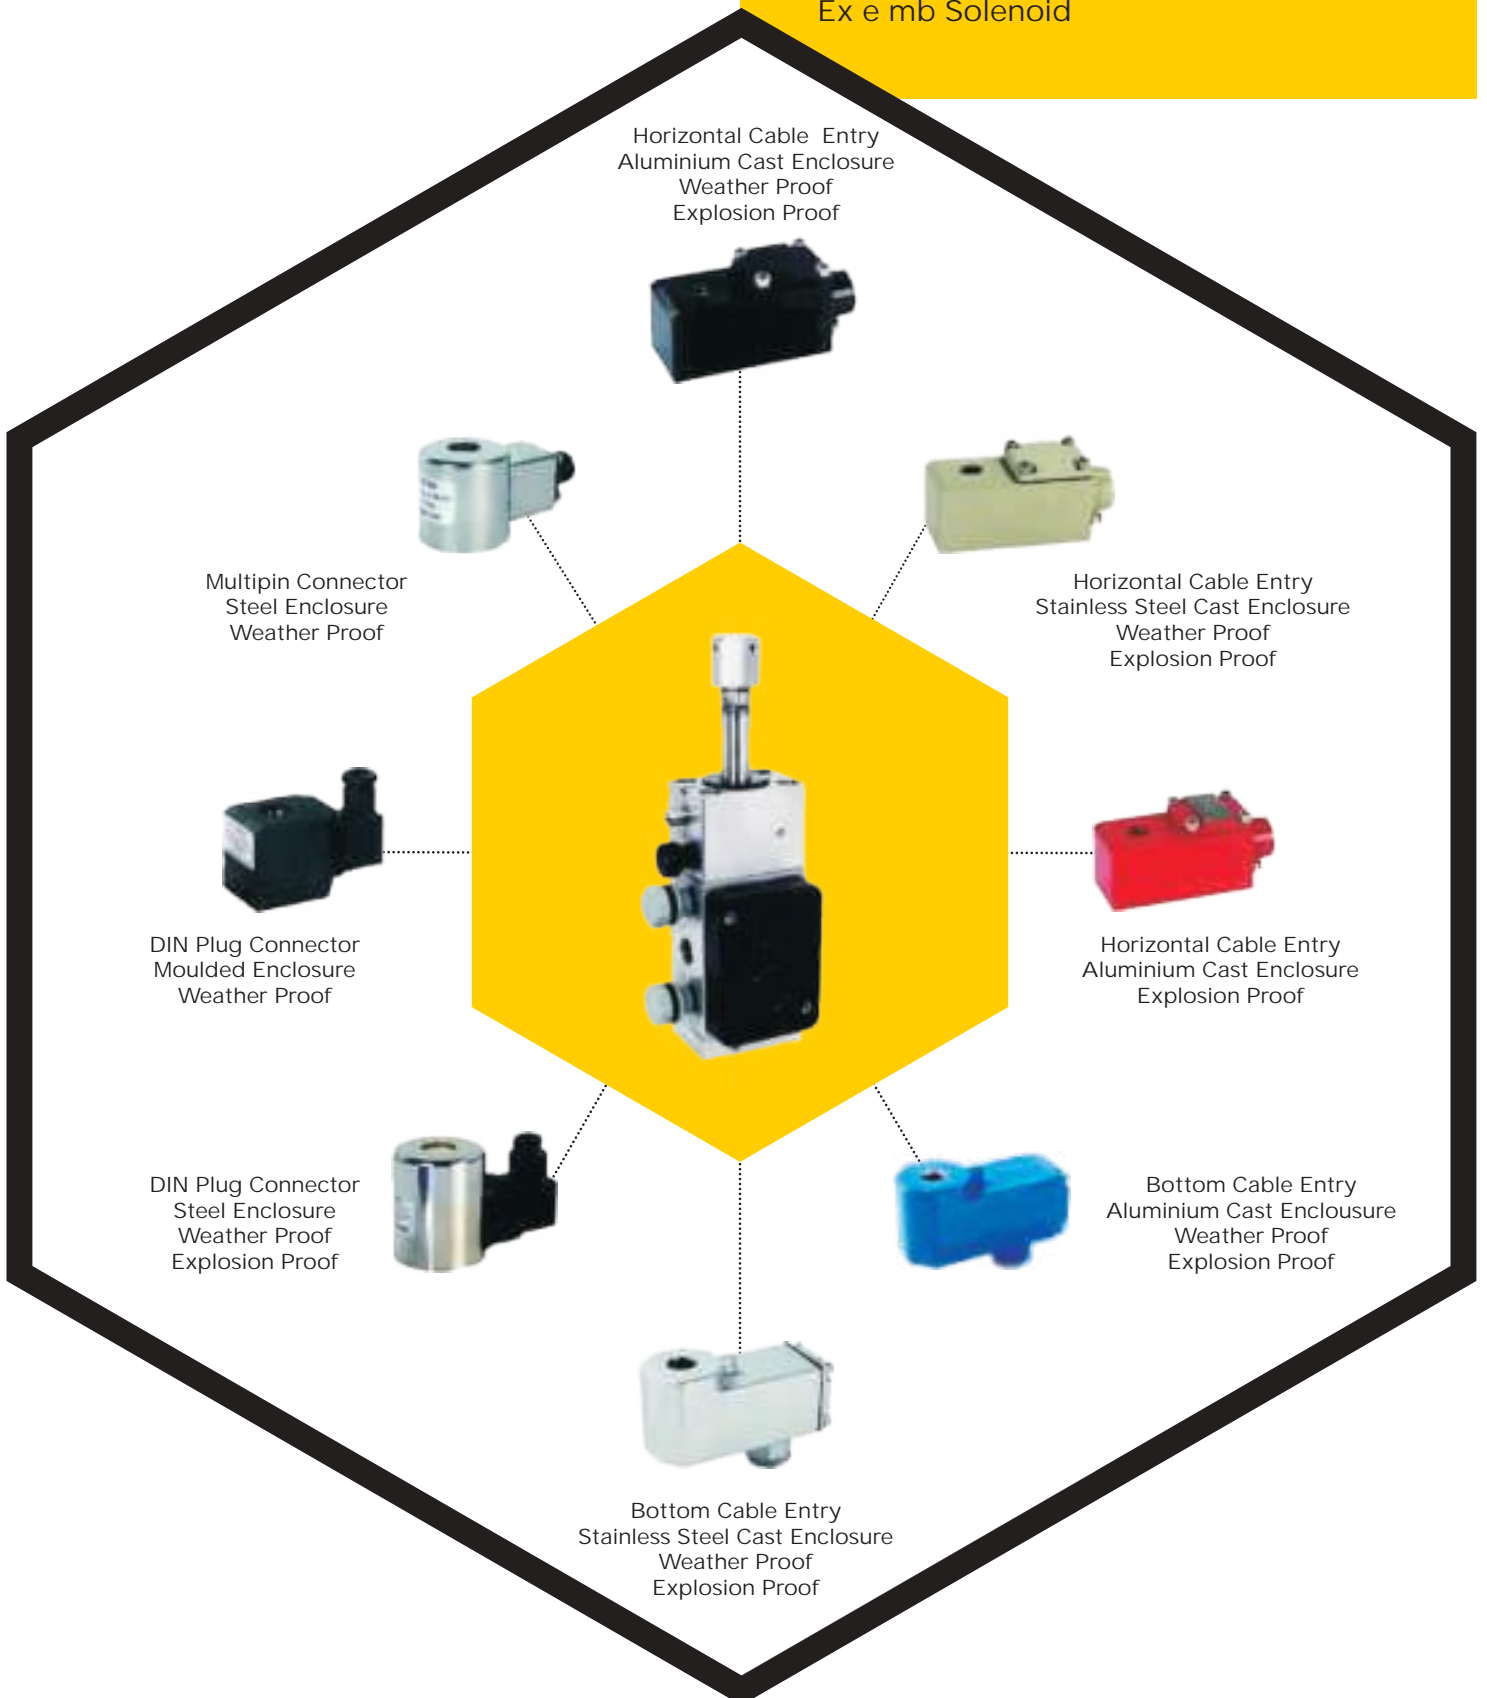 Ex e mb Solenoid
Horizontal Cable Entry
Aluminium Cast Enclosure
Weather Proof
Explosion Proof
Multipin Connector
Steel Enclosure
Weather Proof
Horizontal Cable Entry
Stainless Steel Cast Enclosure
Weather Proof
Explosion Proof
DIN Plug Connector
Moulded Enclosure
Weather Proof
Horizontal Cable Entry
Aluminium Cast Enclosure
Explosion Proof
DIN Plug Connector
Steel Enclosure
Weather Proof
Explosion Proof
Bottom Cable Entry
Aluminium Cast Enclousure
Weather Proof
Explosion Proof
Bottom Cable Entry
Stainless Steel Cast Enclosure
Weather Proof
Explosion Proof